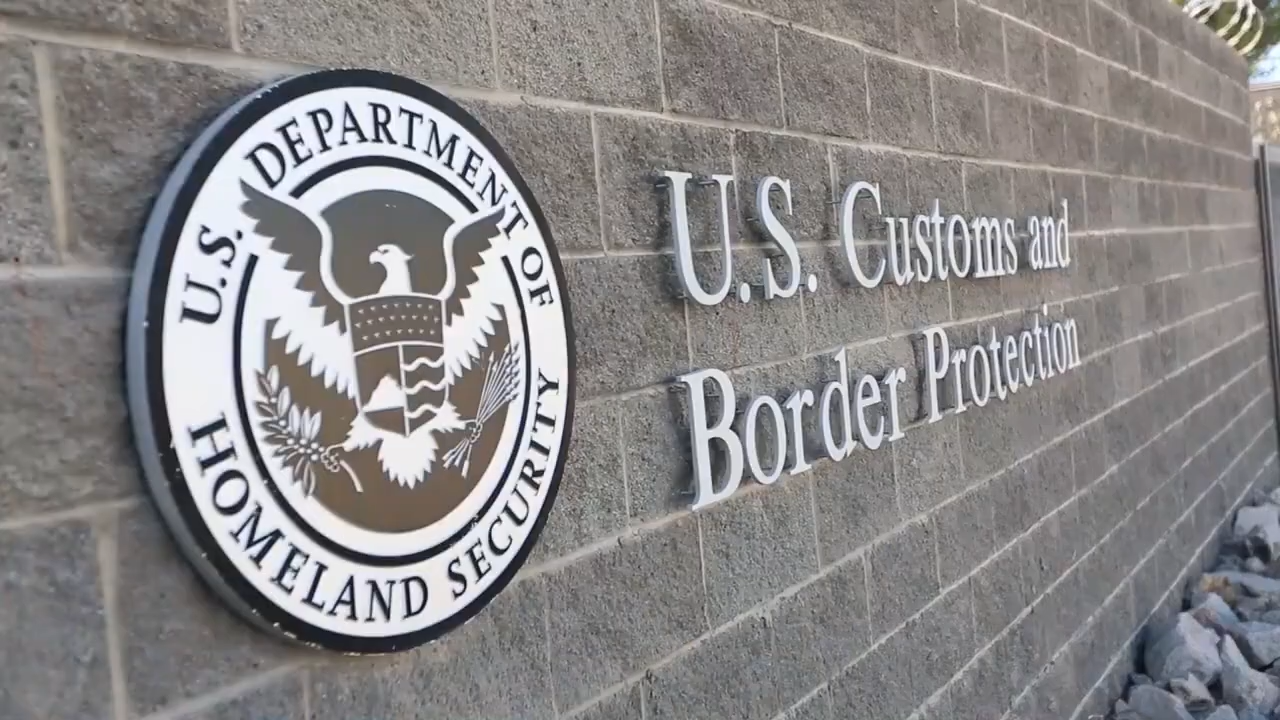 U.S. DEPARTMENT OF
HOMELAND SECURITY
U.S. Customs and
Border Protection